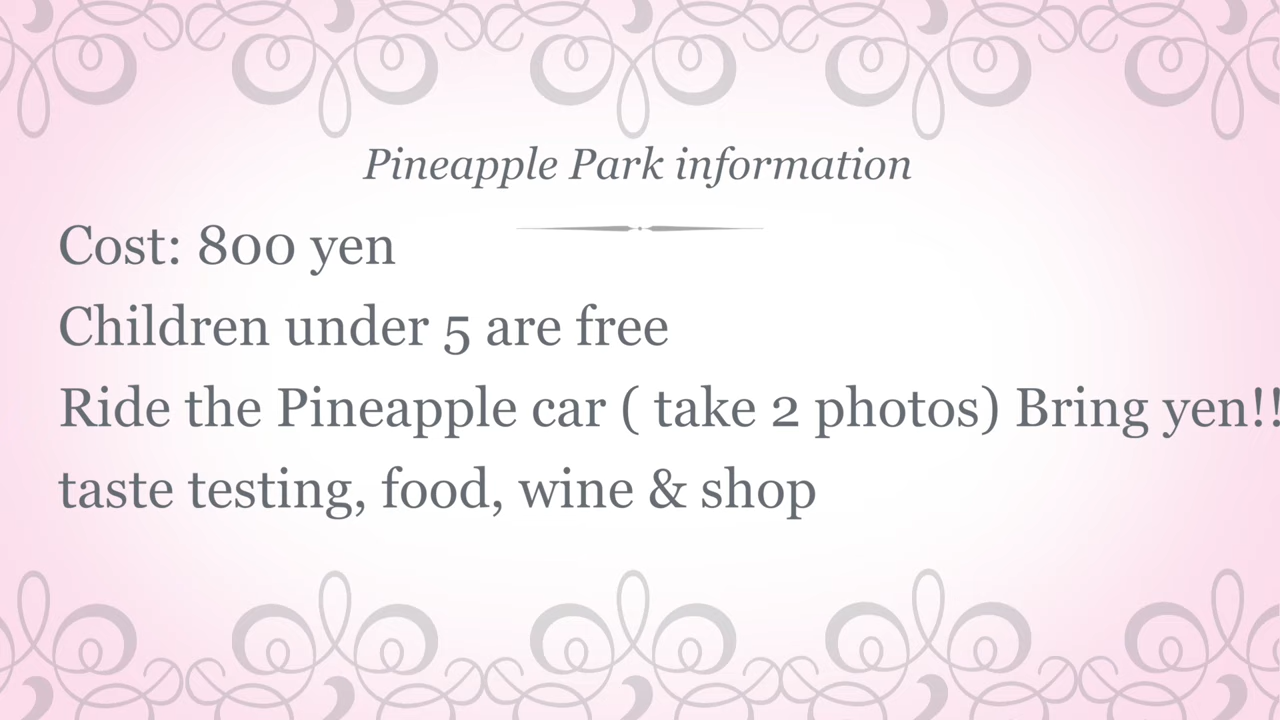 Pineapple Park information
Cost: 800 yen
Children under 5 are free
Ride the Pineapple car ( take 2 photos) Bring yen!!
taste testing, food, wine & shop